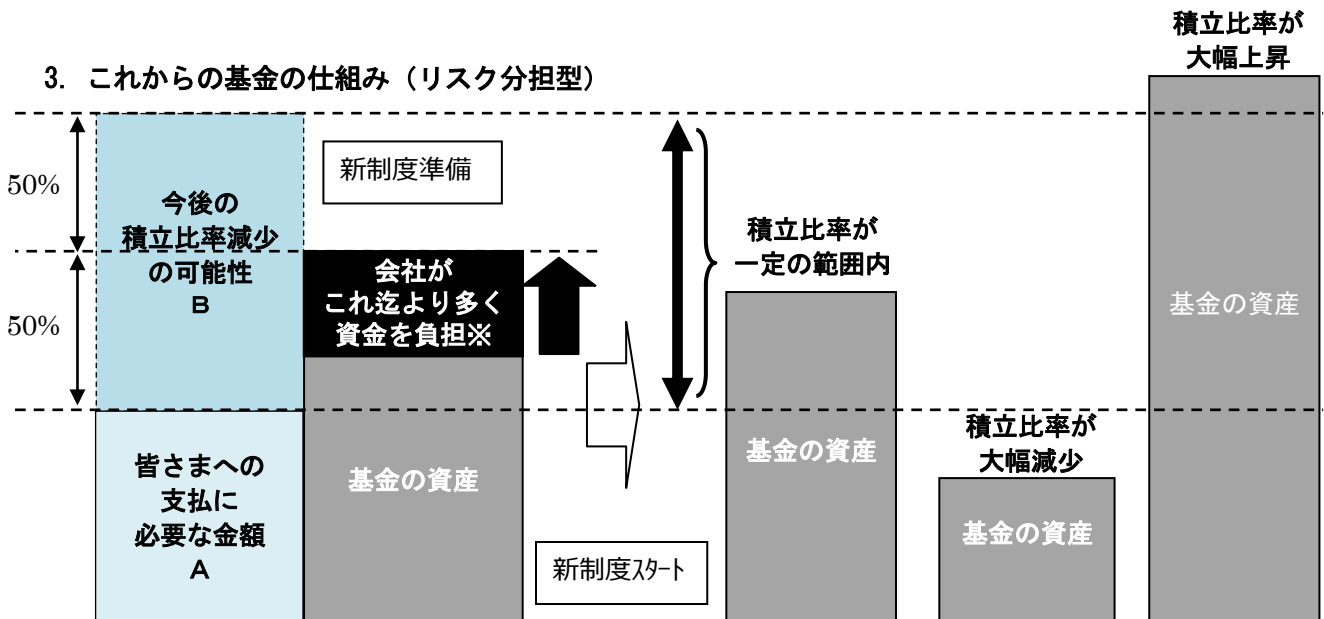 積立比率が
大幅上昇
3. これからの基金の仕組み（リスク分担型）
50%
50%
今後の
積立比率減少
の可能性
B
新制度準備
会社が
これ迄より多く
資金を負担※
積立比率が
一定の範囲内
基金の資産
皆さまへの
支払に
必要な金額
A
基金の資産
新制度スタート
基金の資産
積立比率が
大幅減少
基金の資産